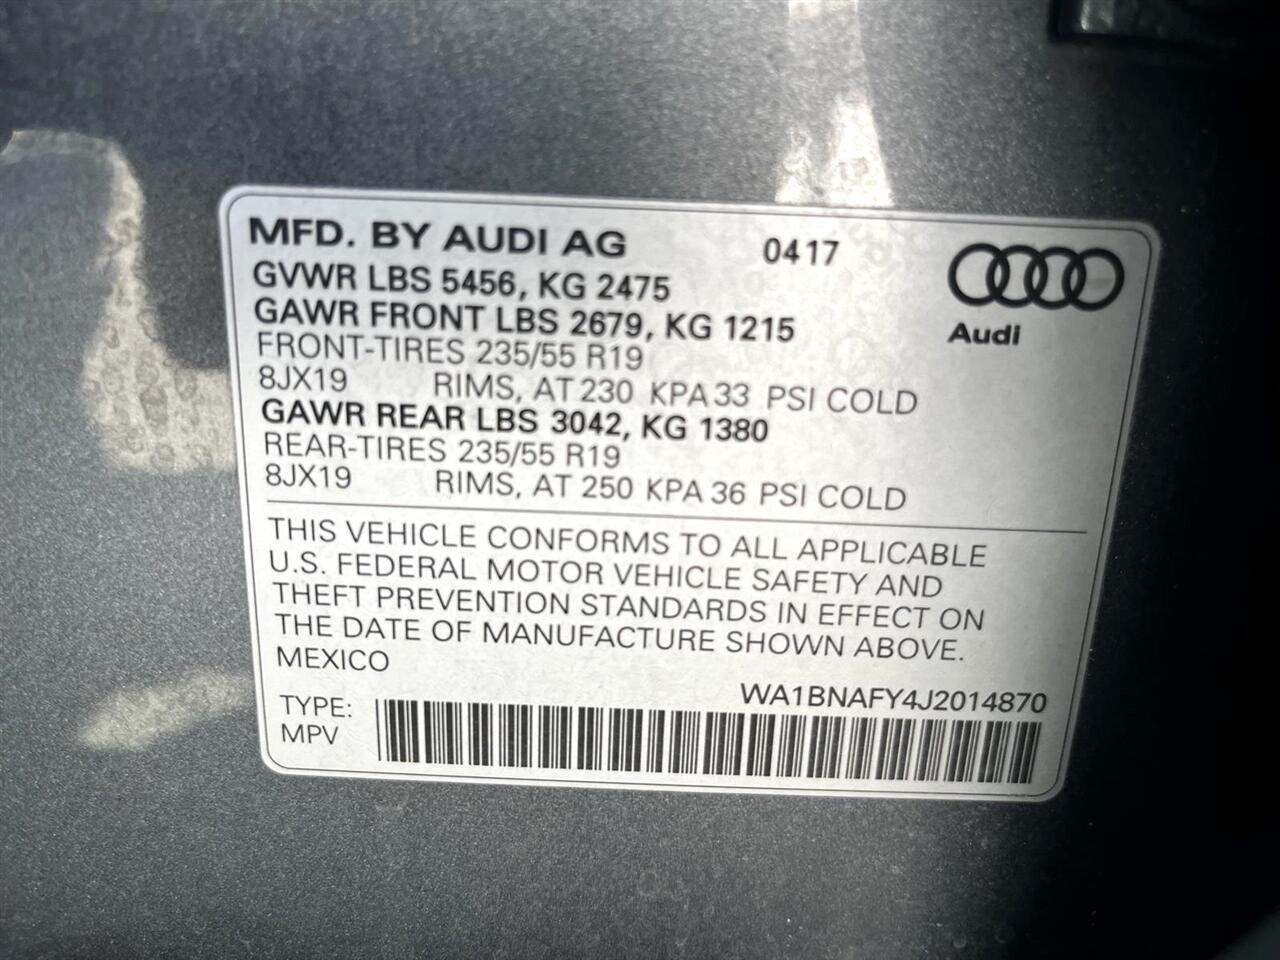 MFD. BY AUDI AG 0417
GVWR LBS 5456, KG 2475
GAWR FRONT LBS 2679, KG 1215
Audi
FRONT-TIRES 235/55 R19
8JX19 RIMS, AT 230 KPA 33 PSI COLD
GAWR REAR LBS 3042, KG 1380
REAR-TIRES 235/55 R19
8JX19 RIMS, AT 250 KPA 36 PSI COLD
THIS VEHICLE CONFORMS TO ALL APPLICABLE
U.S. FEDERAL MOTOR VEHICLE SAFETY AND
THEFT PREVENTION STANDARDS IN EFFECT ON
THE DATE OF MANUFACTURE SHOWN ABOVE.
MEXICO
WA1BNAFY4J2014870
TYPE:
MPV